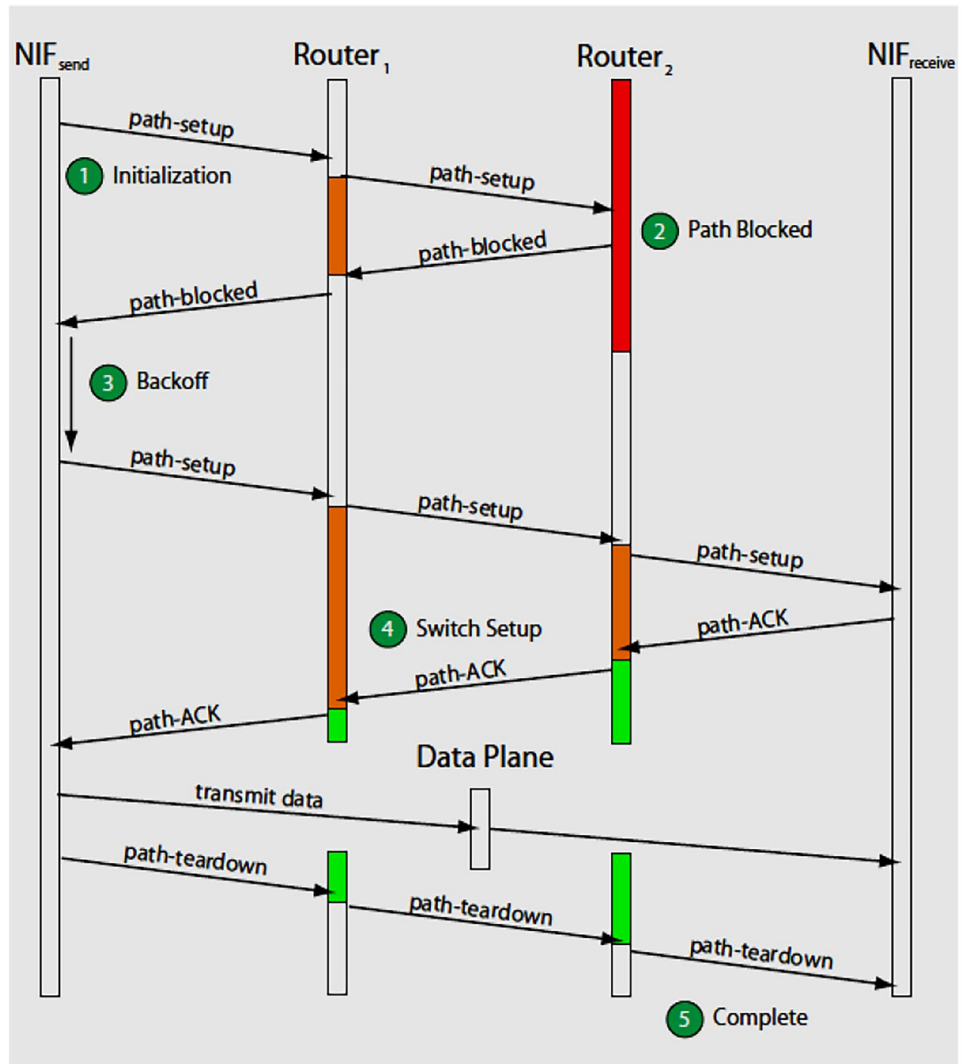 NIFsend Router1 Router2 NIFreceive
path-setup
1 Initialization
path-setup
2 Path Blocked
path-blocked
path-blocked
3 Backoff
path-setup
path-setup
path-setup
4 Switch Setup
path-ACK
path-ACK
path-ACK
Data Plane
transmit data
path-teardown
path-teardown
path-teardown
5 Complete